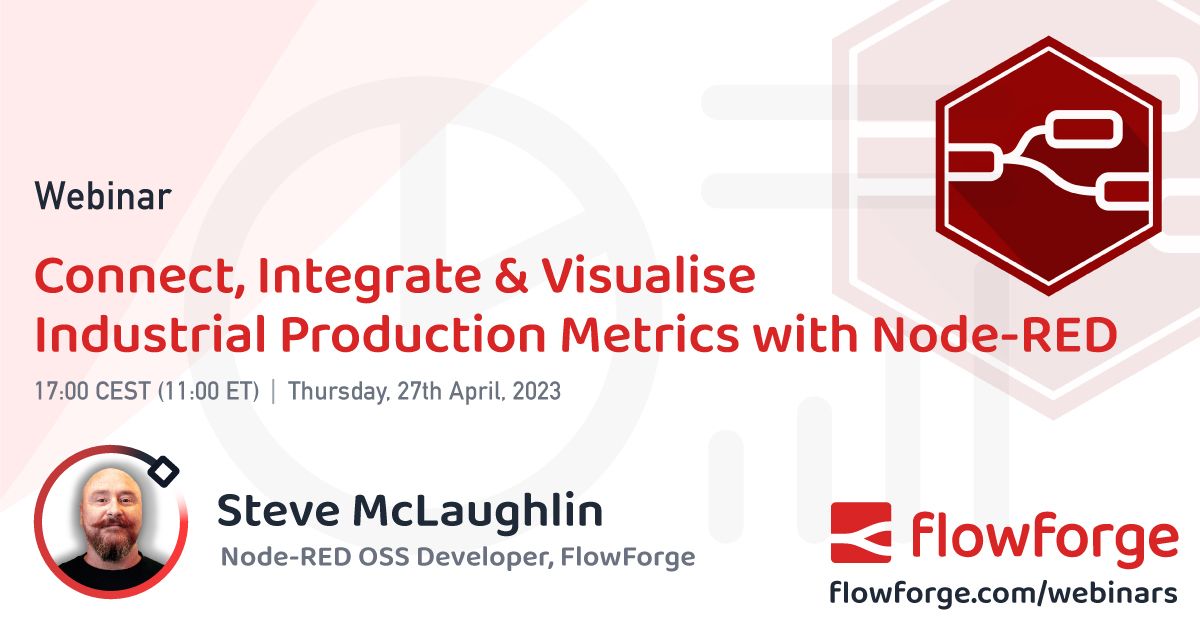 Webinar
Connect, Integrate & Visualise
Industrial Production Metrics with Node-RED
17:00 CEST (11:00 ET) | Thursday, 27th April, 2023
Steve McLaughlin
Node-RED OSS Developer, FlowForge
flowforge
flowforge.com/webinars